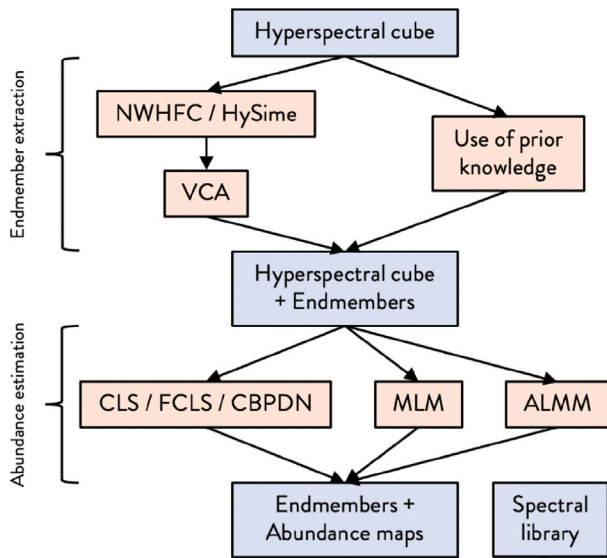 Hyperspectral cube
Endmember extraction
NWHFC / HySime
Use of prior
knowledge
VCA
Hyperspectral cube
+ Endmembers
Abundance estimation
CLS / FCLS / CBPDN
MLM
ALMM
Endmembers +
Abundance maps
Spectral
library